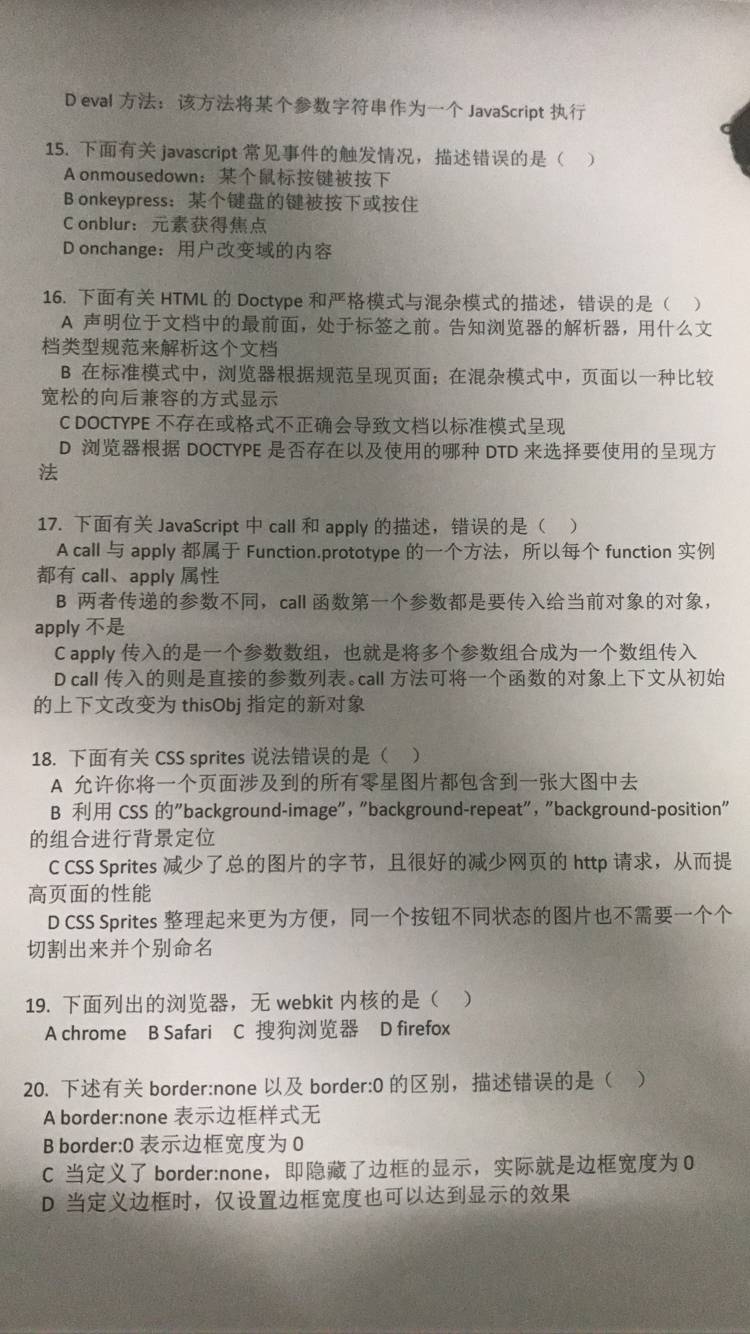 D eval 方法：该方法将某个参数字符串作为一个 JavaScript 执行
15. 下面有关 javascript 常见事件的触发情况，描述错误的是（ ）
A onmousedown：某个鼠标按键被按下
B onkeypress：某个键盘的键被按下或按住
C onblur：元素获得焦点
D onchange：用户改变域的内容
16. 下面有关 HTML 的 Doctype 和严格模式与混杂模式的描述，错误的是（ ）
A 声明位于文档中的最前面，处于标签之前。告知浏览器的解析器，用什么文
档类型规范来解析这个文档
B 在标准模式中，浏览器根据规范呈现页面；在混杂模式中，页面以一种比较
宽松的向后兼容的方式显示
C DOCTYPE 不存在或格式不正确会导致文档以标准模式呈现
D 浏览器根据 DOCTYPE 是否存在以及使用的哪种 DTD 来选择要使用的呈现方
法
17. 下面有关 JavaScript 中 call 和 apply 的描述，错误的是（ ）
A call 与 apply 都属于 Function.prototype 的一个方法，所以每个 function 实例
都有 call、apply 属性
B 两者传递的参数不同，call 函数第一个参数都是要传入给当前对象的对象，
apply 不是
C apply 传入的是一个参数数组，也就是将多个参数组合成为一个数组传入
D call 传入的则是直接的参数列表。call 方法可将一个函数的对象上下文从初始
的上下文改变为 thisObj 指定的新对象
18. 下面有关 CSS sprites 说法错误的是（ ）
A 允许你将一个页面涉及到的所有零星图片都包含到一张大图中去
B 利用 CSS 的"background-image"，"background-repeat"，"background-position"
的组合进行背景定位
C CSS Sprites 减少了总的图片的字节，且很好的减少网页的 http 请求，从而提
高页面的性能
D CSS Sprites 整理起来更为方便，同一个按钮不同状态的图片也不需要一个个
切割出来并个别命名
19. 下面列出的浏览器，无 webkit 内核的是（ ）
A chrome B Safari C 搜狗浏览器 D firefox
20. 下述有关 border:none 以及 border:0 的区别，描述错误的是（ ）
A border:none 表示边框样式无
B border:0 表示边框宽度为 0
C 当定义了 border:none，即隐藏了边框的显示，实际就是边框宽度为 0
D 当定义边框时，仅设置边框宽度也可以达到显示的效果